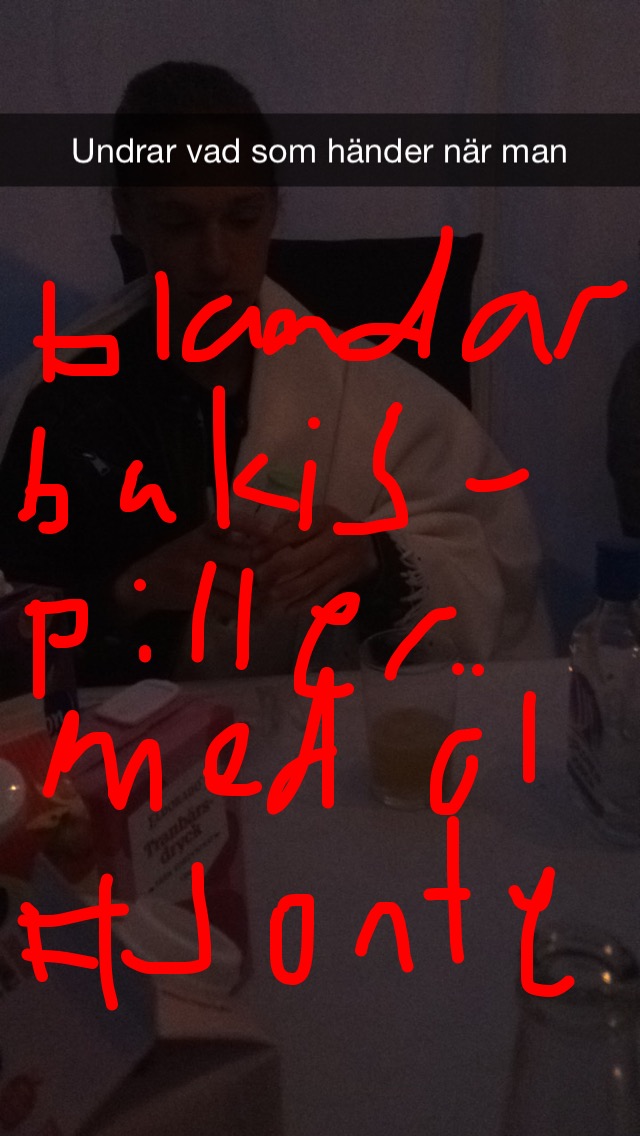 Undrar vad som händer när man
blandar
bakis-
piller
med öl
#Jonte
Tranbärs-
dryck